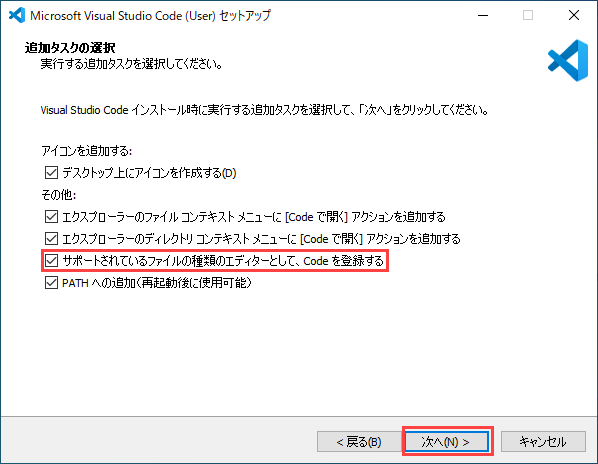 Microsoft Visual Studio Code (User) セットアップ
追加タスクの選択
実行する追加タスクを選択してください。
Visual Studio Code インストール時に実行する追加タスクを選択して、「次へ」をクリックしてください。
アイコンを追加する:
デスクトップ上にアイコンを作成する(D)
その他:
エクスプローラーのファイル コンテキスト メニューに [Code で開く] アクションを追加する
エクスプローラーのディレクトリ コンテキスト メニューに [Code で開く] アクションを追加する
サポートされているファイルの種類のエディターとして、Code を登録する
PATH への追加（再起動後に使用可能）
< 戻る(B) 次へ(N) > キャンセル